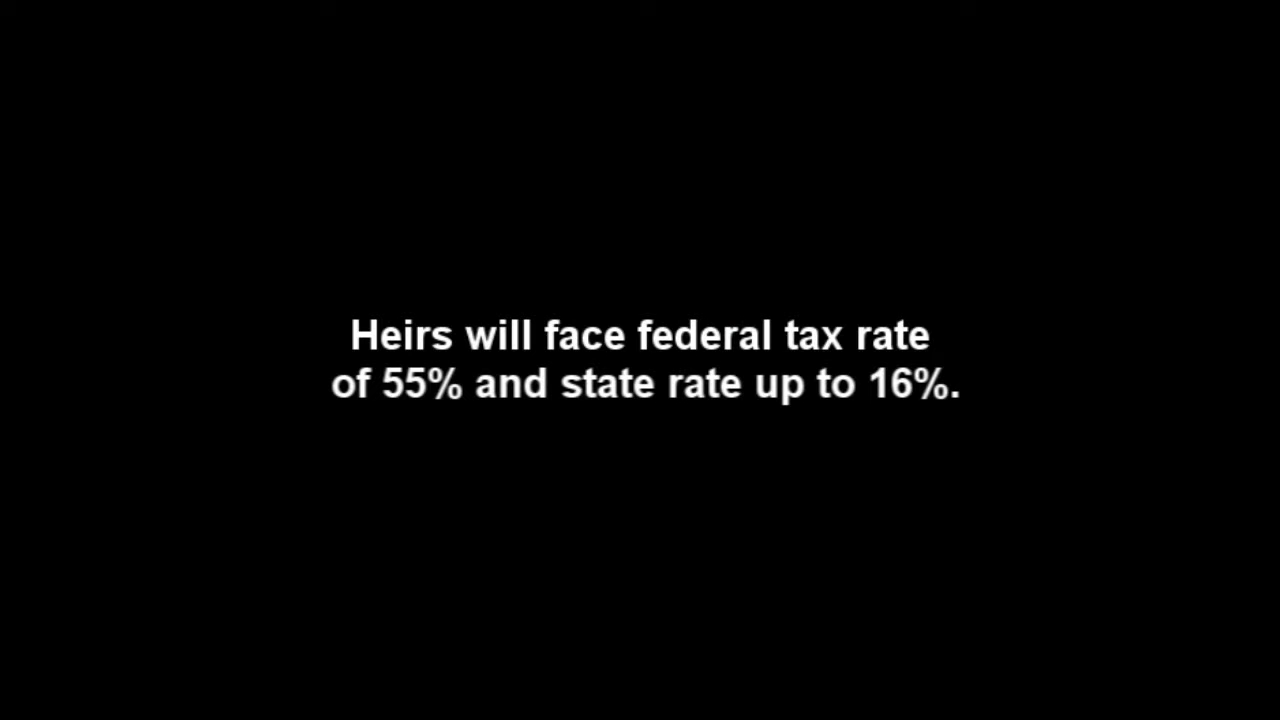 Heirs will face federal tax rate
of 55% and state rate up to 16%.